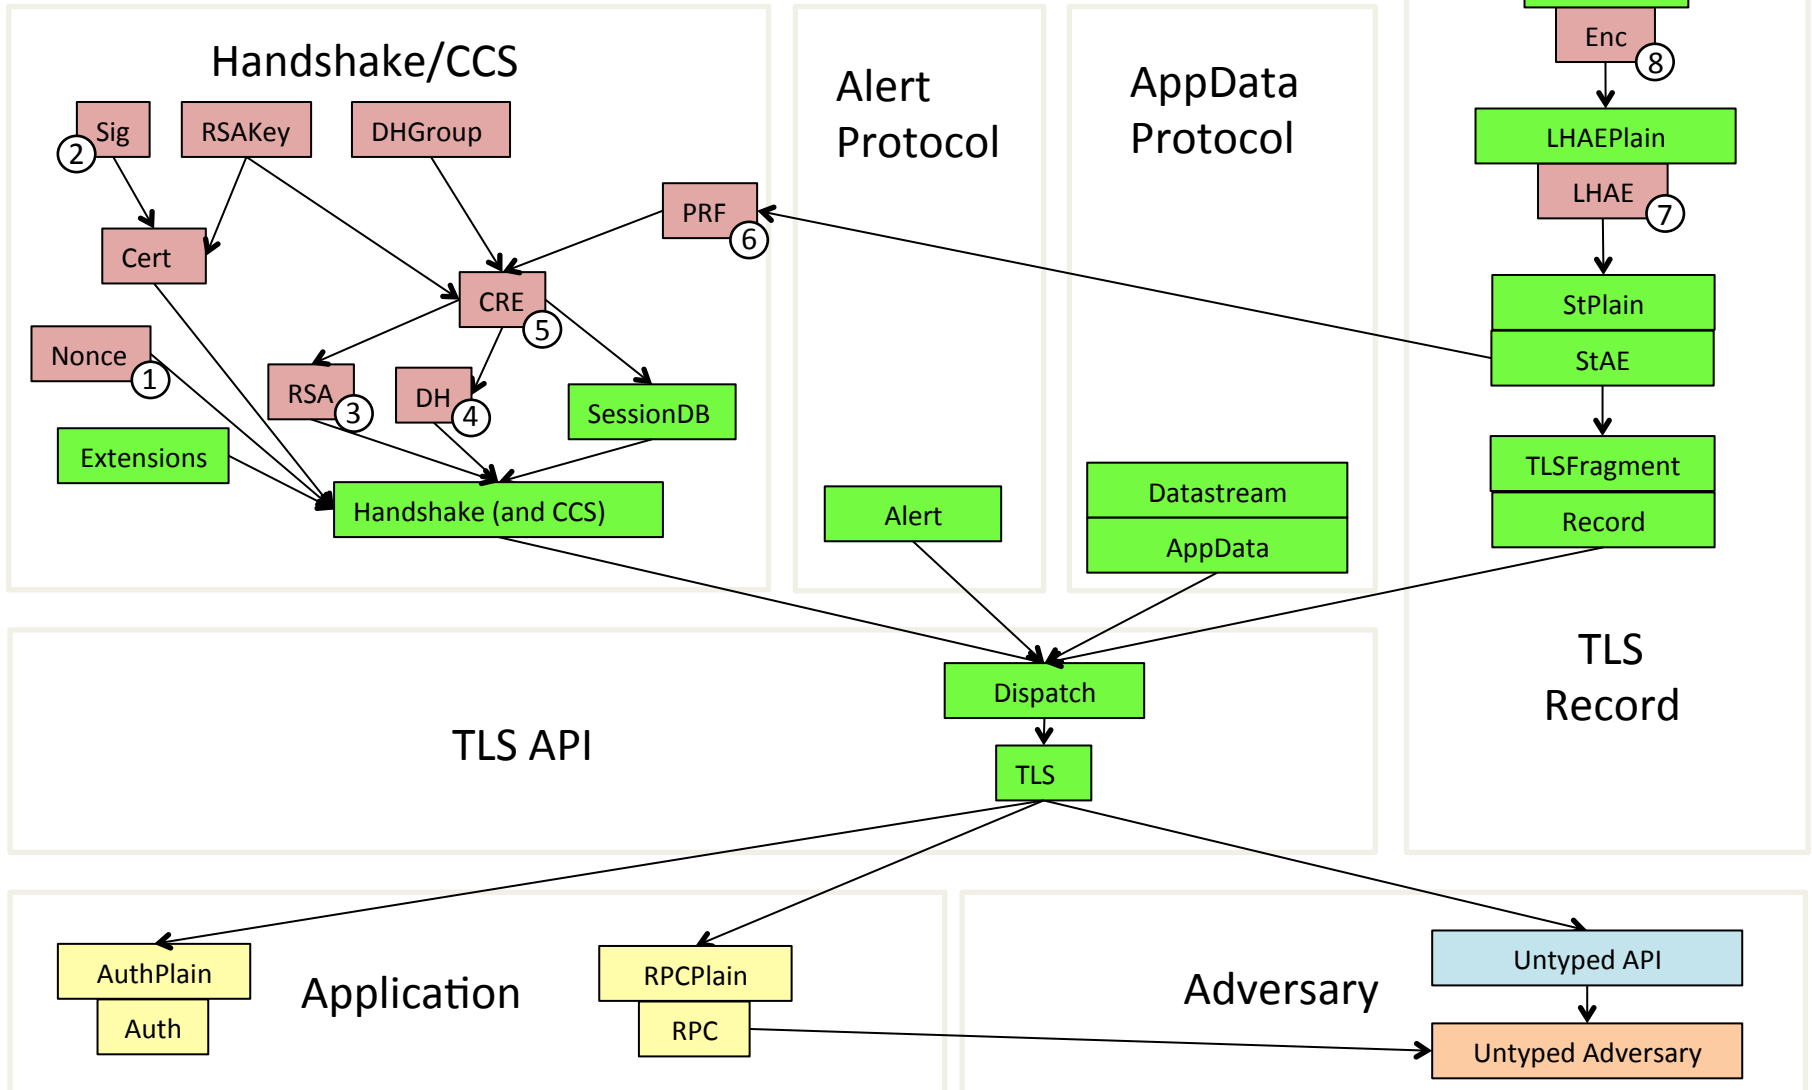 Handshake/CCS
Sig
2
RSAKey
DHGroup
PRF
6
Cert
CRE
5
Nonce
1
RSA
3
DH
4
SessionDB
Extensions
Handshake (and CCS)
Alert
Protocol
Alert
AppData
Protocol
Datastream
AppData
Enc
8
LHAEPlain
LHAE
7
StPlain
StAE
TLSFragment
Record
TLS
Record
TLS API
Dispatch
TLS
AuthPlain
Auth
Application
RPCPlain
RPC
Adversary
Untyped API
Untyped Adversary